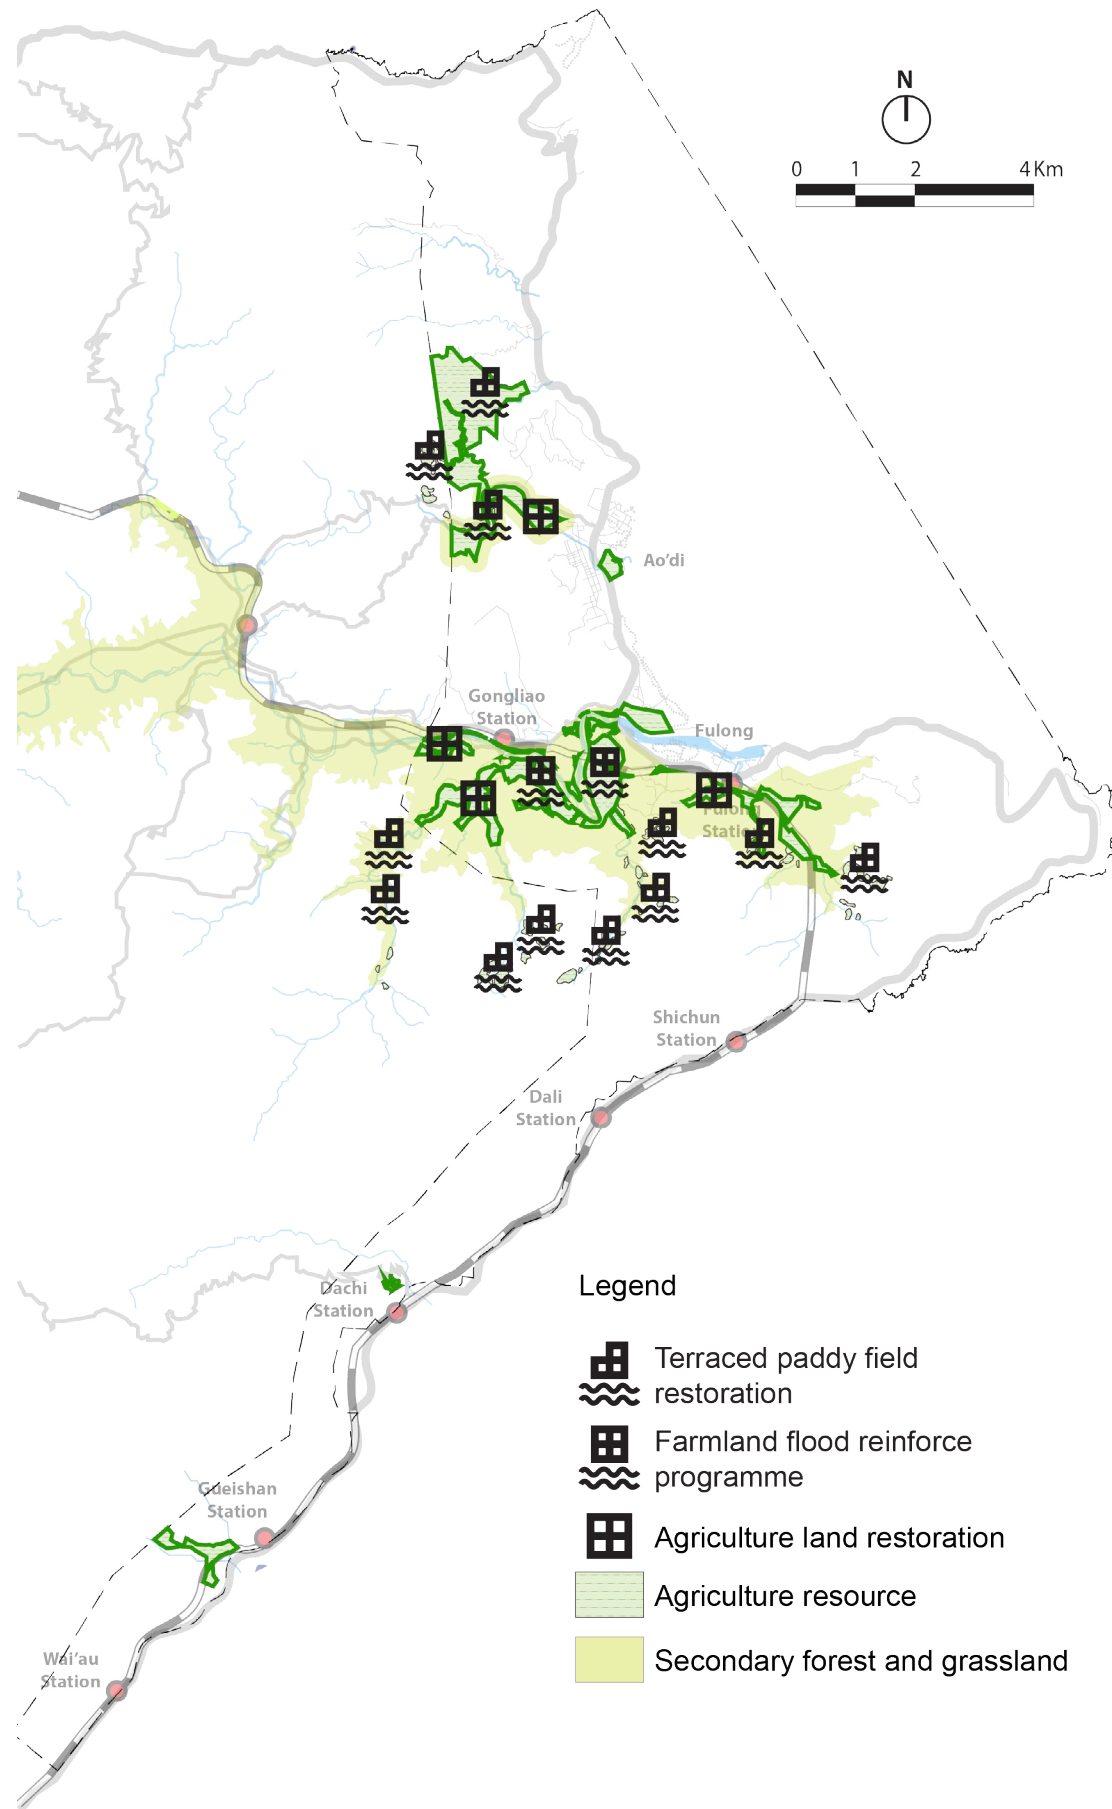 N
0 1 2 4 Km
Ao'di
Gongliao
Station
Fulong
Fulong
Station
Shichun
Station
Dali
Station
Dachi
Station
Legend
Terraced paddy field
restoration
Farmland flood reinforce
programme
Gueishan
Station
Agriculture land restoration
Agriculture resource
Wai'au
Station
Secondary forest and grassland